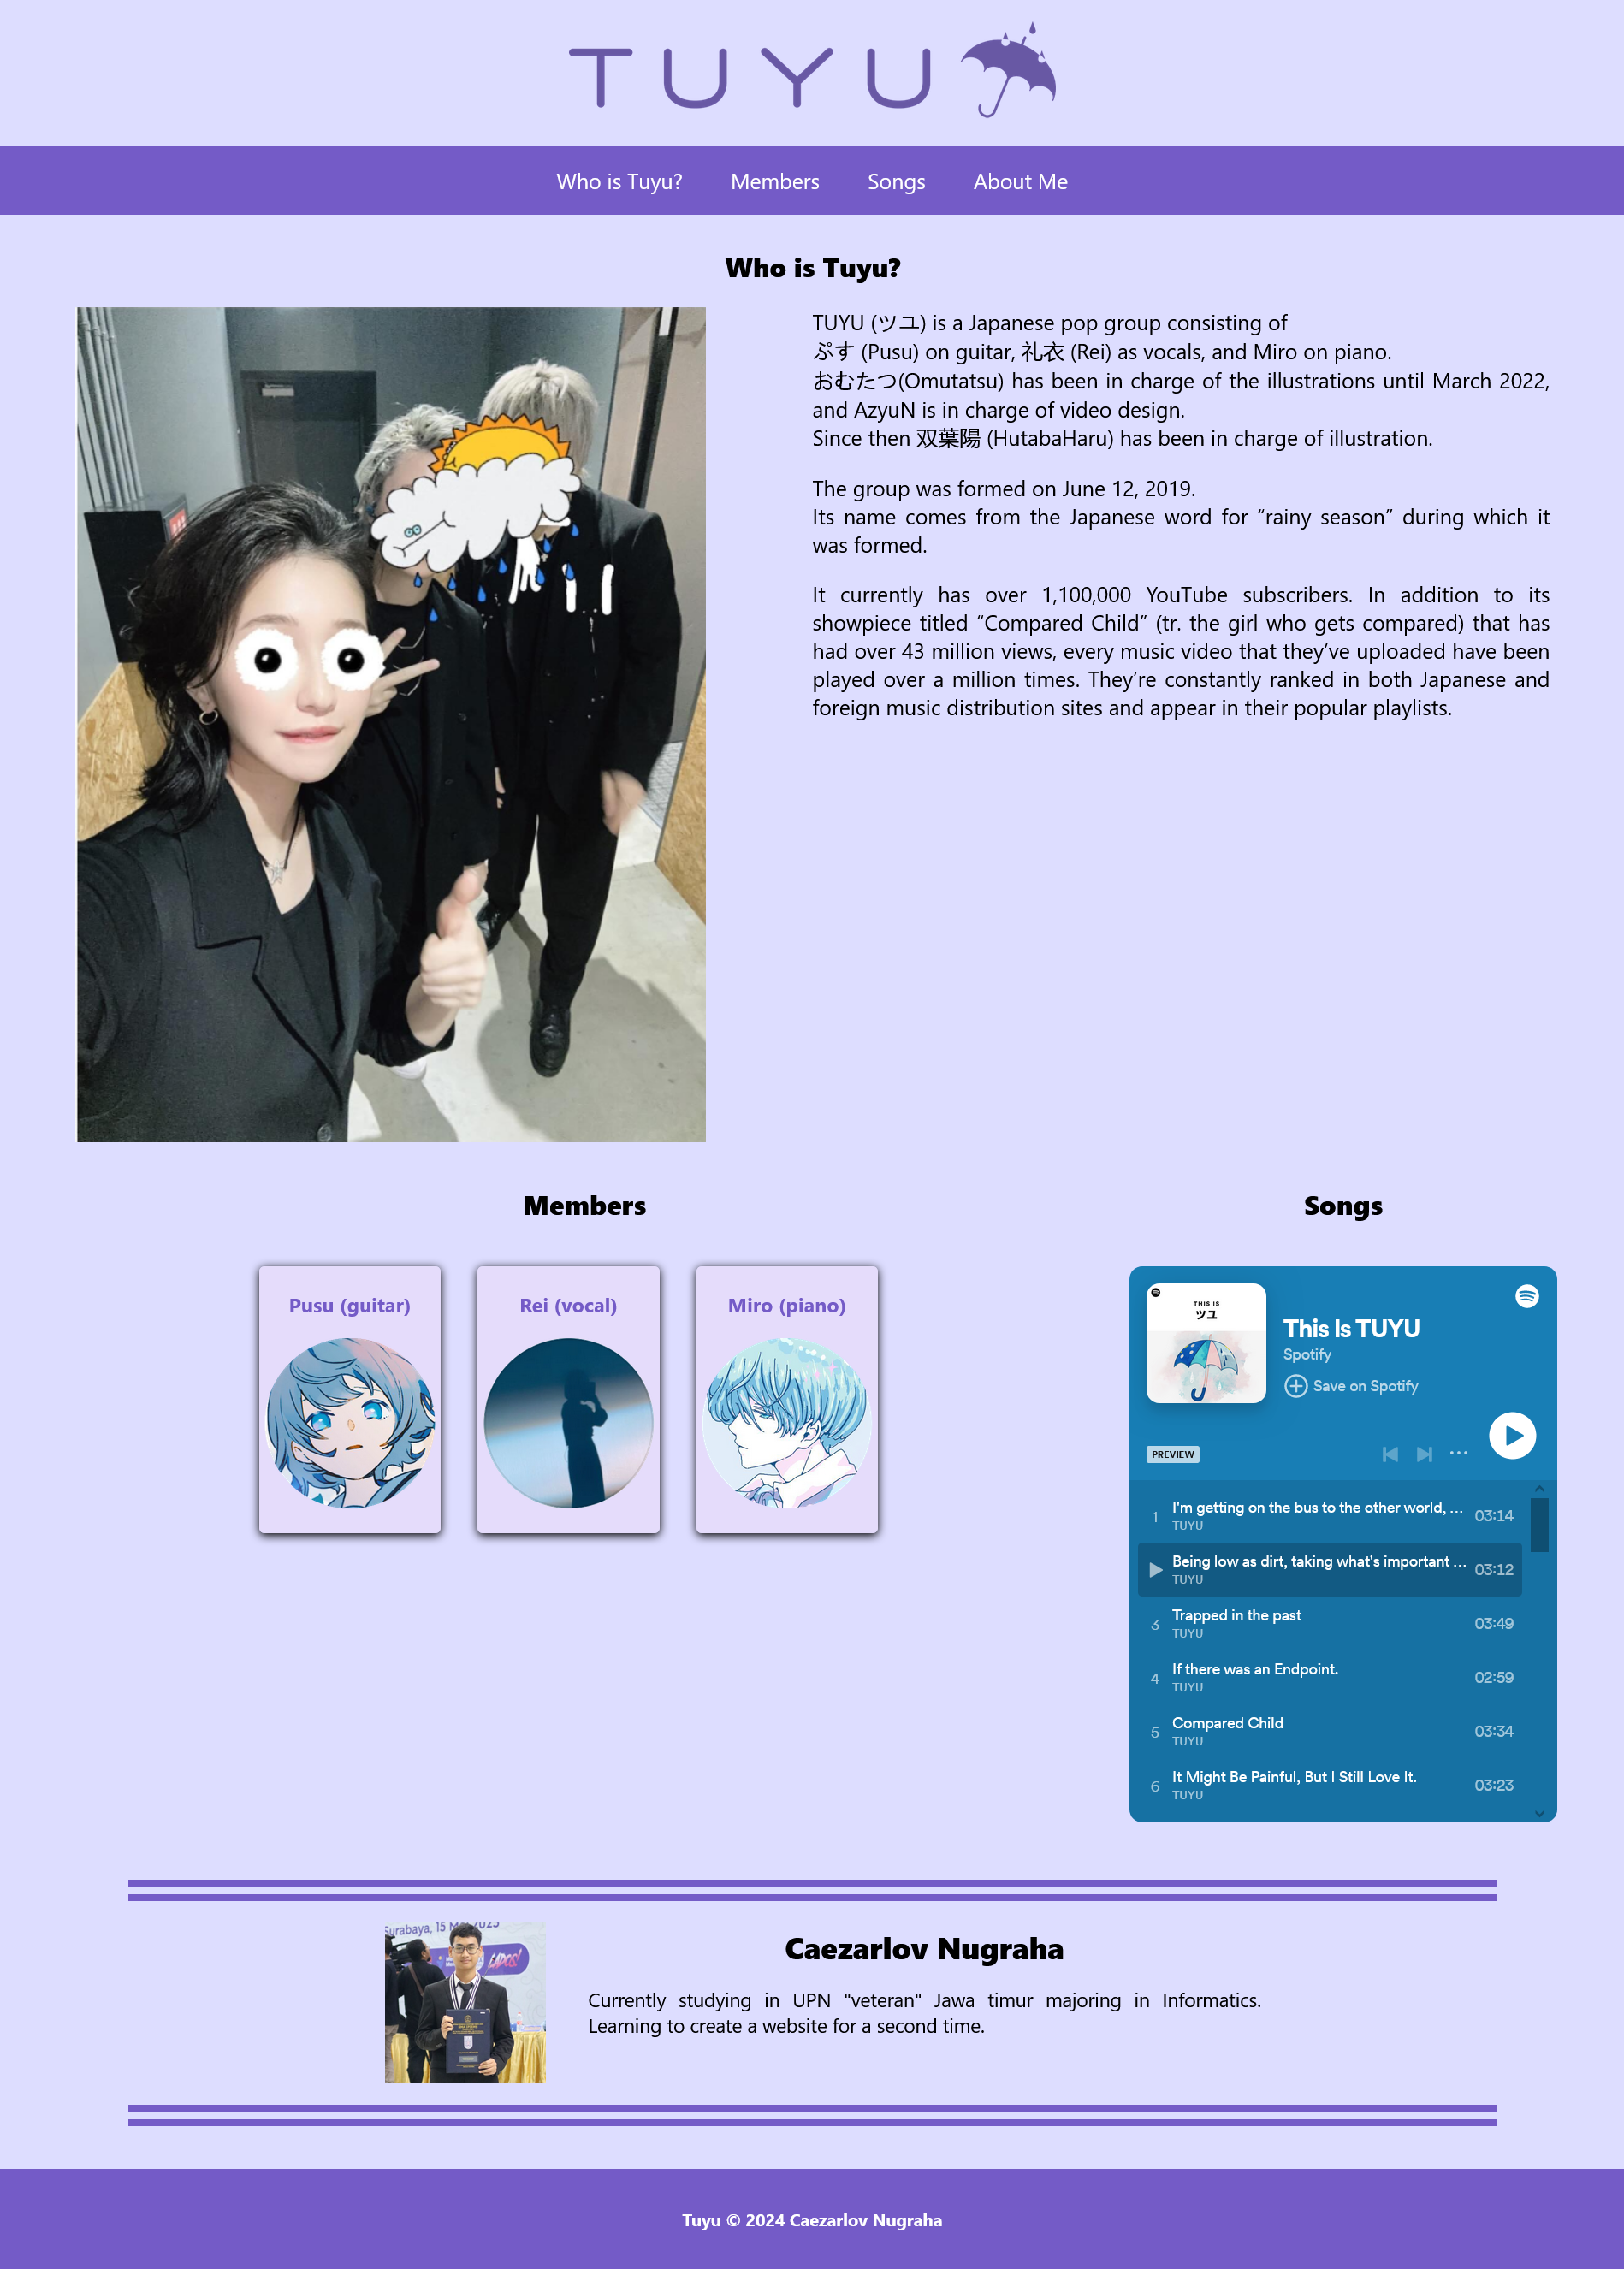 TUYU
Who is Tuyu?
Members
Songs
About Me
Who is Tuyu?
TUYU (ツユ) is a Japanese pop group consisting of
ぷす (Pusu) on guitar, 礼衣 (Rei) as vocals, and Miro on piano.
おむたつ(Omutatsu) has been in charge of the illustrations until March 2022,
and AzyuN is in charge of video design.
Since then 双葉陽 (HutabaHaru) has been in charge of illustration.
The group was formed on June 12, 2019.
Its name comes from the Japanese word for “rainy season” during which it
was formed.
It currently has over 1,100,000 YouTube subscribers. In addition to its
showpiece titled “Compared Child” (tr. the girl who gets compared) that has
had over 43 million views, every music video that they’ve uploaded have been
played over a million times. They’re constantly ranked in both Japanese and
foreign music distribution sites and appear in their popular playlists.
Members
Pusu (guitar)
Rei (vocal)
Miro (piano)
Songs
THIS IS
ツユ
This Is TUYU
Spotify
Save on Spotify
PREVIEW
1 I'm getting on the bus to the other world, ... 03:14
TUYU
Being low as dirt, taking what's important ... 03:12
TUYU
3 Trapped in the past 03:49
TUYU
4 If there was an Endpoint. 02:59
TUYU
5 Compared Child 03:34
TUYU
6 It Might Be Painful, But I Still Love It. 03:23
TUYU
Surabaya, 15
Caezarlov Nugraha
Currently studying in UPN "veteran" Jawa timur majoring in Informatics.
Learning to create a website for a second time.
Tuyu © 2024 Caezarlov Nugraha